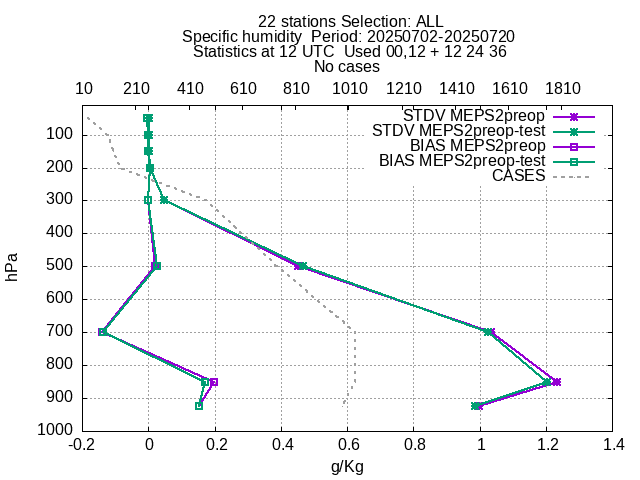 22 stations Selection: ALL
Specific humidity  Period: 20250702-20250720
Statistics at 12 UTC  Used 00,12 + 12 24 36
No cases
10 210 410 610 810 1010 1210 1410 1610 1810
STDV MEPS2preop
STDV MEPS2preop-test
BIAS MEPS2preop
BIAS MEPS2preop-test
CASES
hPa
100
200
300
400
500
600
700
800
900
1000
-0.2 0 0.2 0.4 0.6 0.8 1 1.2 1.4
g/Kg